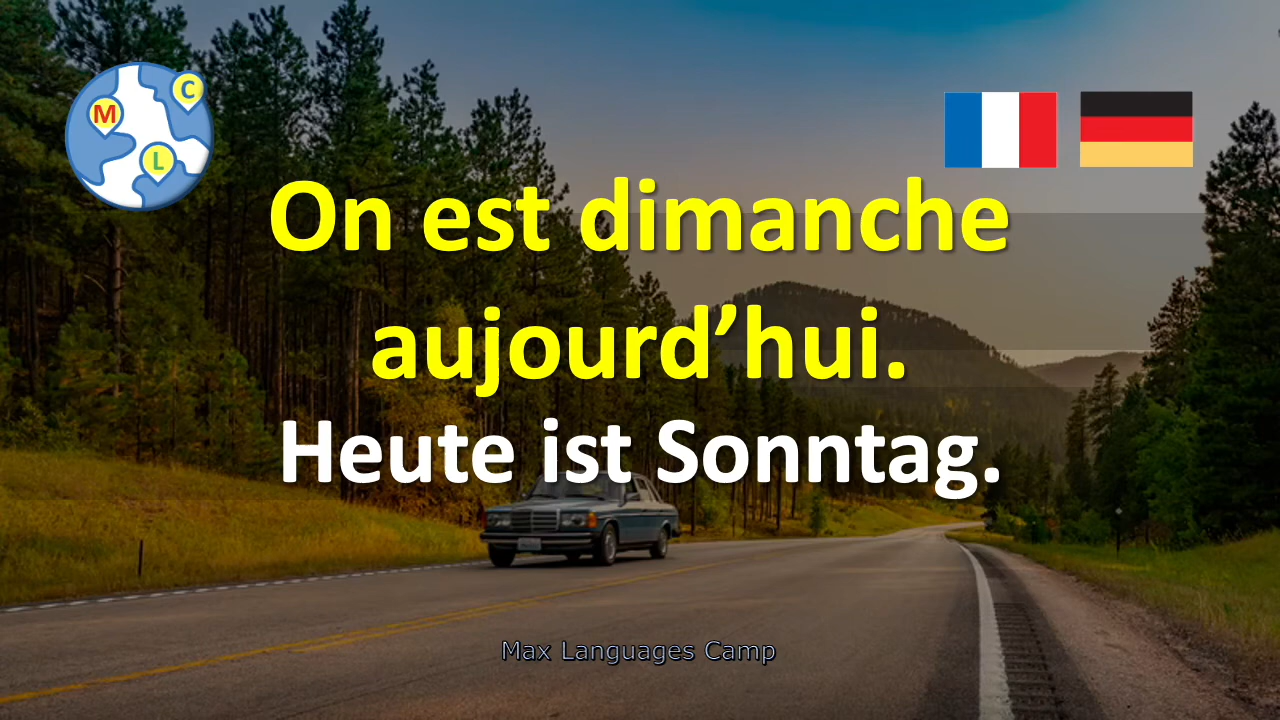 M
C
L
On est dimanche
aujourd’hui.
Heute ist Sonntag.
Max Languages Camp